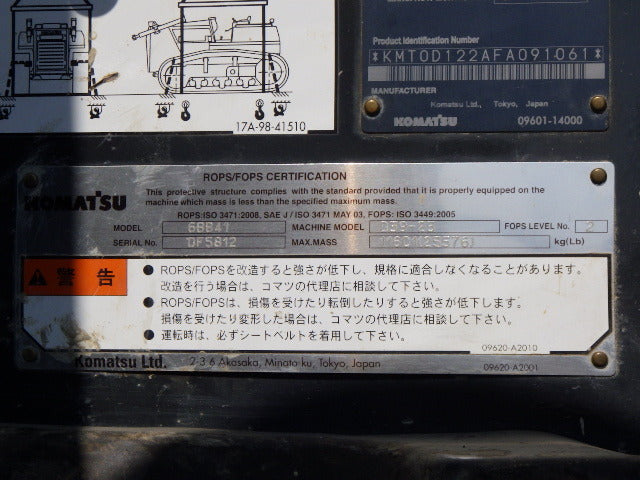 Product Identification Number
*KMT0D122AFA091061*
MANUFACTURER
Komatsu Ltd., Tokyo, Japan
KOMATSU 09601-14000
17A-98-41510
ROPS/FOPS CERTIFICATION
This protective structure complies with the standard provided that it is properly equipped on the
machine which mass is less than the specified maximum mass.
KOMATSU
ROPS:ISO 3471:2008, SAE J / ISO 3471 MAY 03, FOPS: ISO 3449:2005
MODEL 6BB41 MACHINE MODEL FOPS LEVEL No. 2
SERIAL No. DF5812 MAX.MASS kg(Lb)
警告
● ROPS/FOPSを改造すると強さが低下し、規格に適合しなくなることがあります。
改造を行う場合は、コマツの代理店に相談して下さい。
● ROPS/FOPSは、損傷を受けたり転倒したりすると強さが低下します。
損傷を受けたり変形した場合は、コマツの代理店に相談して下さい。
● 運転時は、必ずシートベルトを着用して下さい。
09620-A2010
Komatsu Ltd. 2-3-6 Akasaka, Minato-ku, Tokyo, Japan 09620-A2001